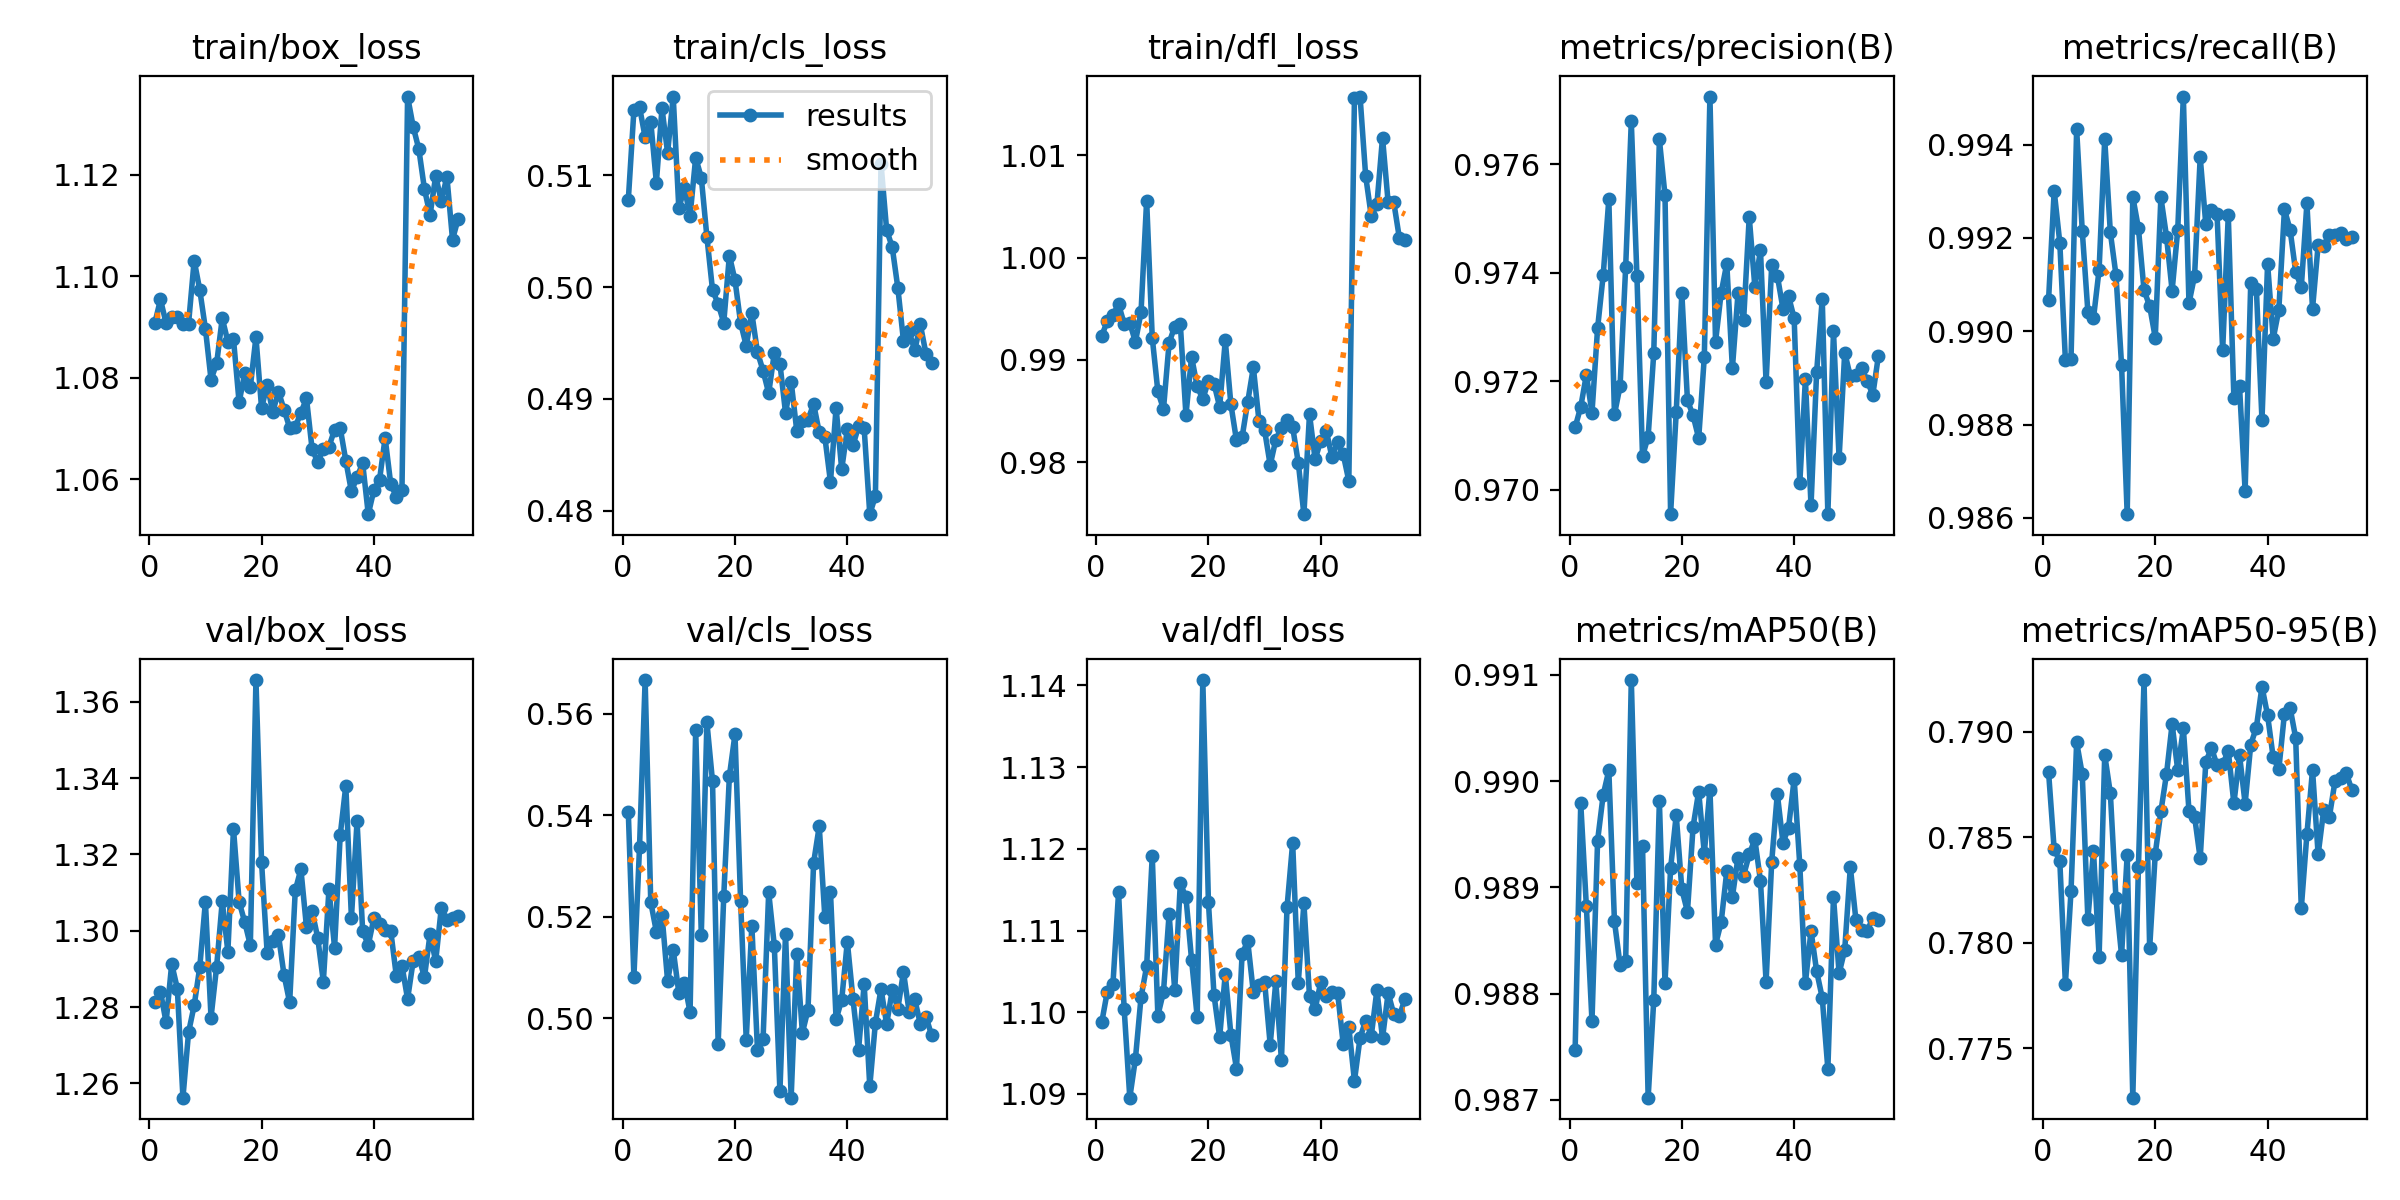 train/box_loss
train/cls_loss
train/dfl_loss
metrics/precision(B)
metrics/recall(B)
1.12
1.10
1.08
1.06
0 20 40
results
smooth
0.51
0.50
0.49
0.48
0 20 40
1.01
1.00
0.99
0.98
0 20 40
0.976
0.974
0.972
0.970
0 20 40
0.994
0.992
0.990
0.988
0.986
0 20 40
val/box_loss
val/cls_loss
val/dfl_loss
metrics/mAP50(B)
metrics/mAP50-95(B)
1.36
1.34
1.32
1.30
1.28
1.26
0 20 40
0.56
0.54
0.52
0.50
0 20 40
1.14
1.13
1.12
1.11
1.10
1.09
0 20 40
0.991
0.990
0.989
0.988
0.987
0 20 40
0.790
0.785
0.780
0.775
0 20 40